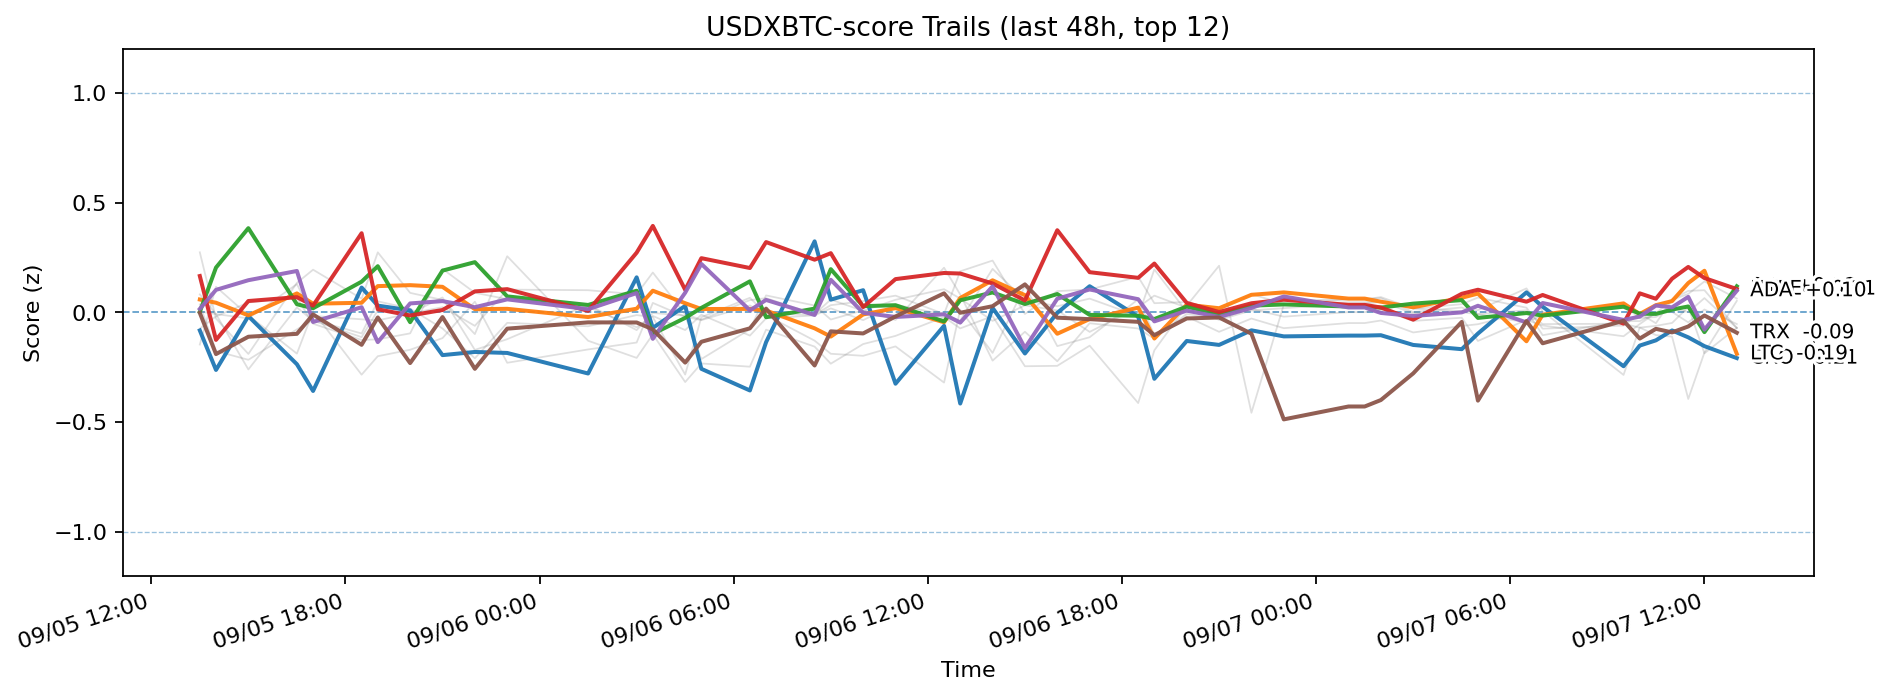 USDXBTC-score Trails (last 48h, top 12)
Score (z)
1.0
0.5
0.0
−0.5
−1.0
ADA +0.10
TRX -0.09
LTC -0.19
09/05 12:00
09/05 18:00
09/06 00:00
09/06 06:00
09/06 12:00
09/06 18:00
09/07 00:00
09/07 06:00
09/07 12:00
Time